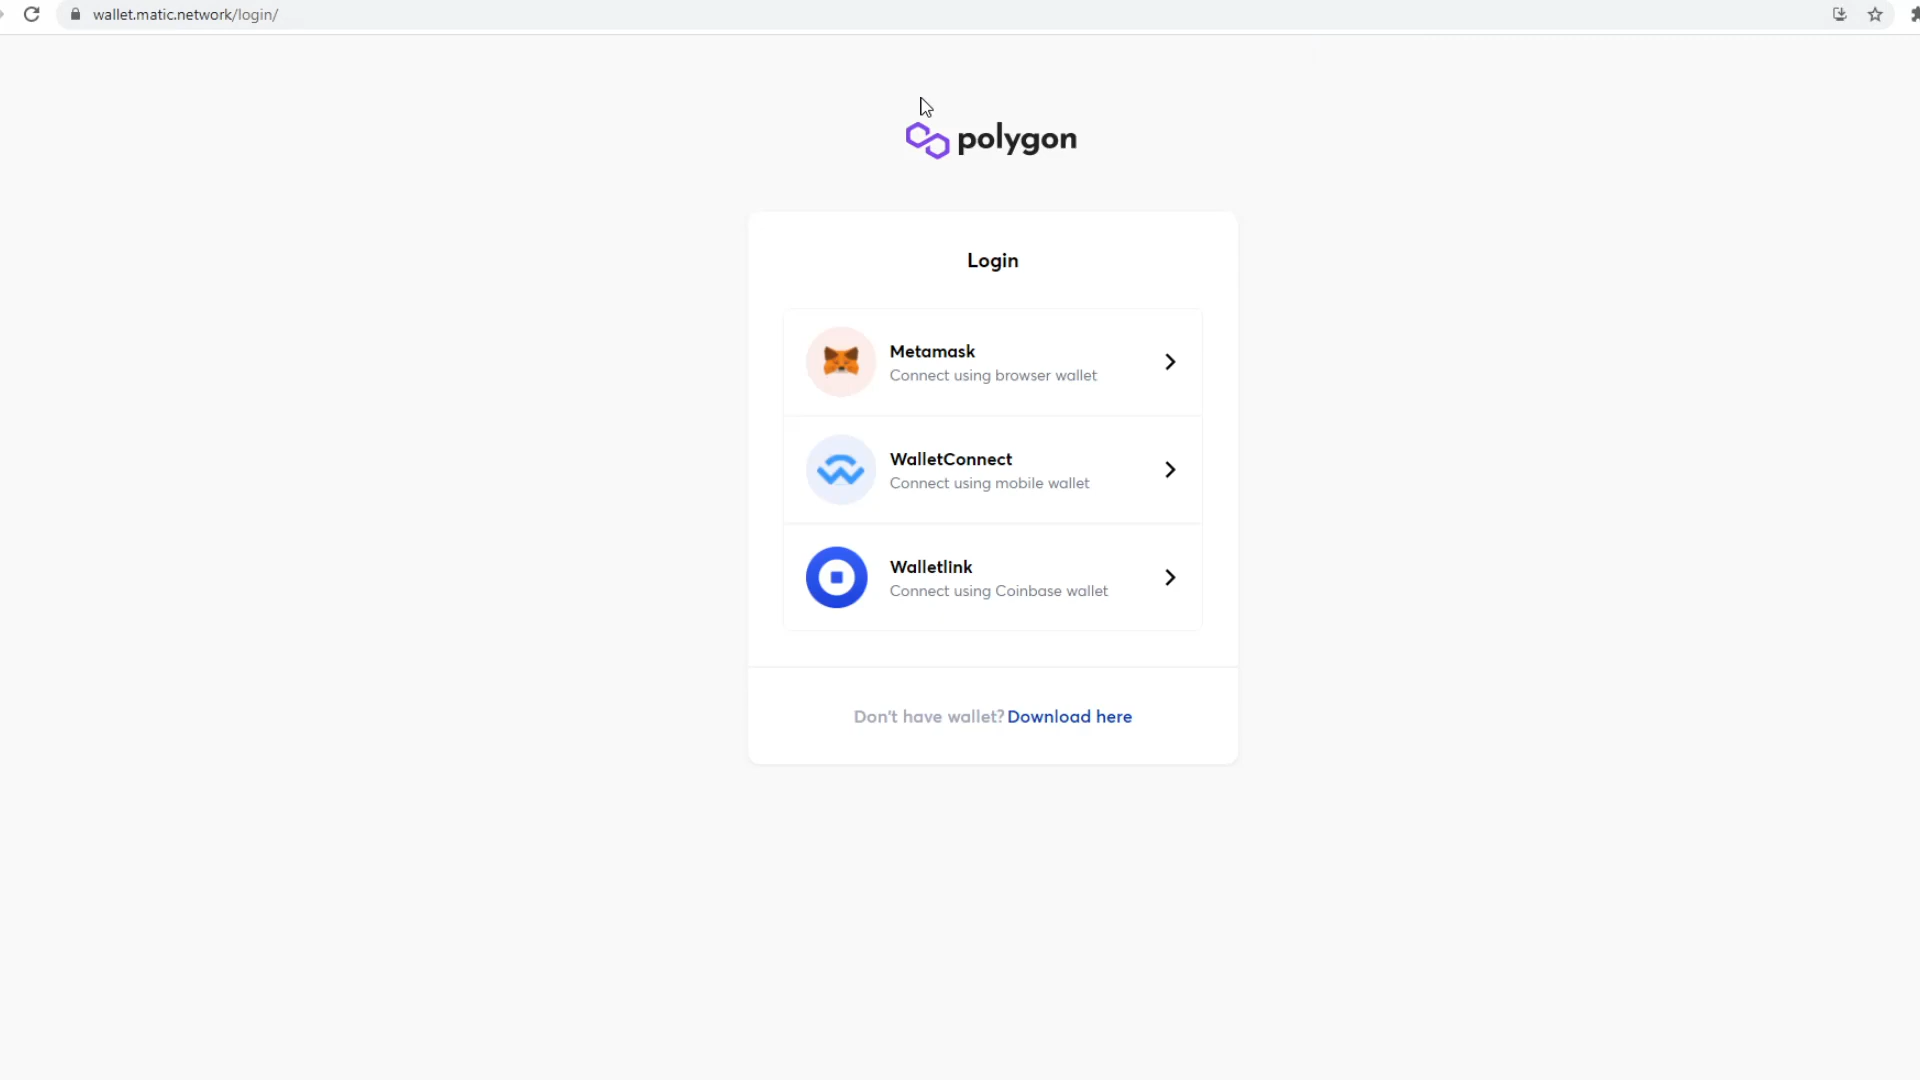 wallet.matic.network/login/
polygon
Login
Metamask
Connect using browser wallet
WalletConnect
Connect using mobile wallet
Walletlink
Connect using Coinbase wallet
Don't have wallet? Download here